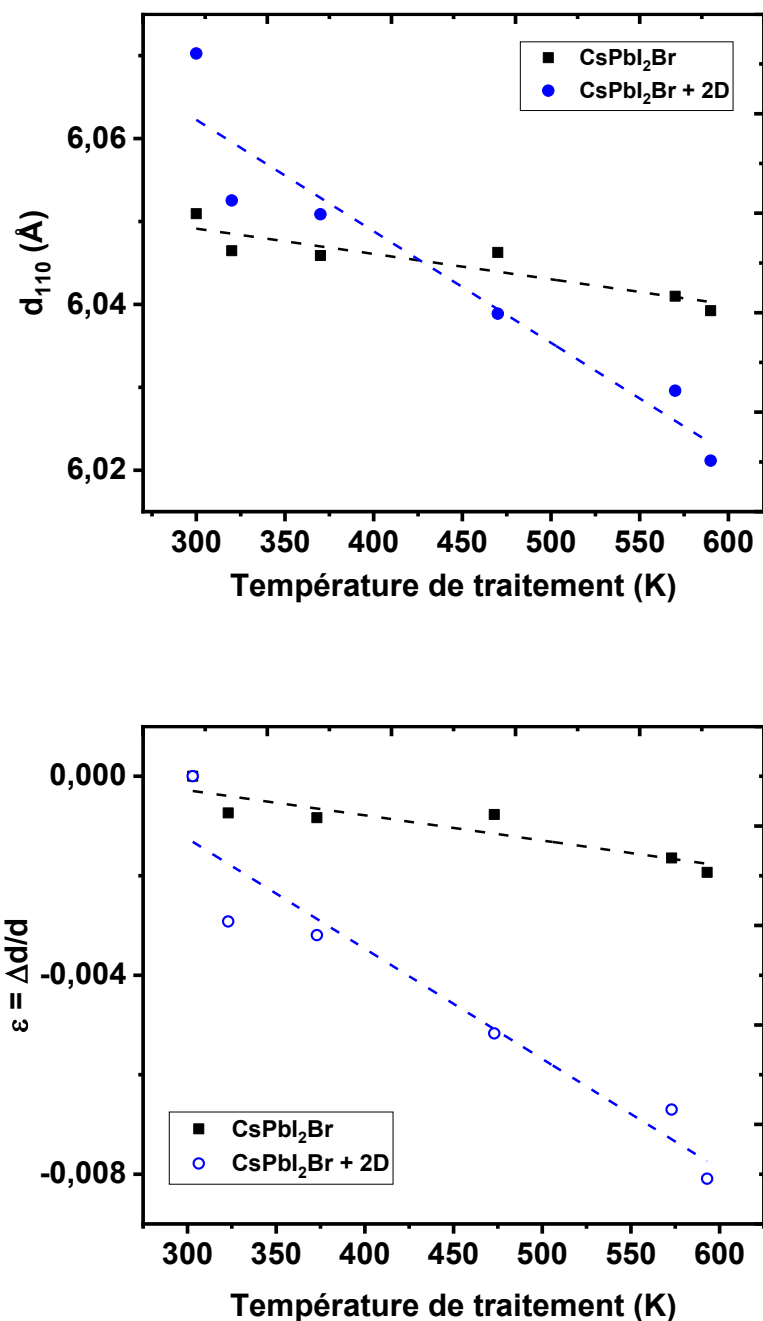 CsPbI₂Br
CsPbI₂Br + 2D
6,06
6,04
6,02
d₁₁₀ (Å)
300 350 400 450 500 550 600
Température de traitement (K)
0,000
-0,004
-0,008
ε = Δd/d
CsPbI₂Br
CsPbI₂Br + 2D
300 350 400 450 500 550 600
Température de traitement (K)